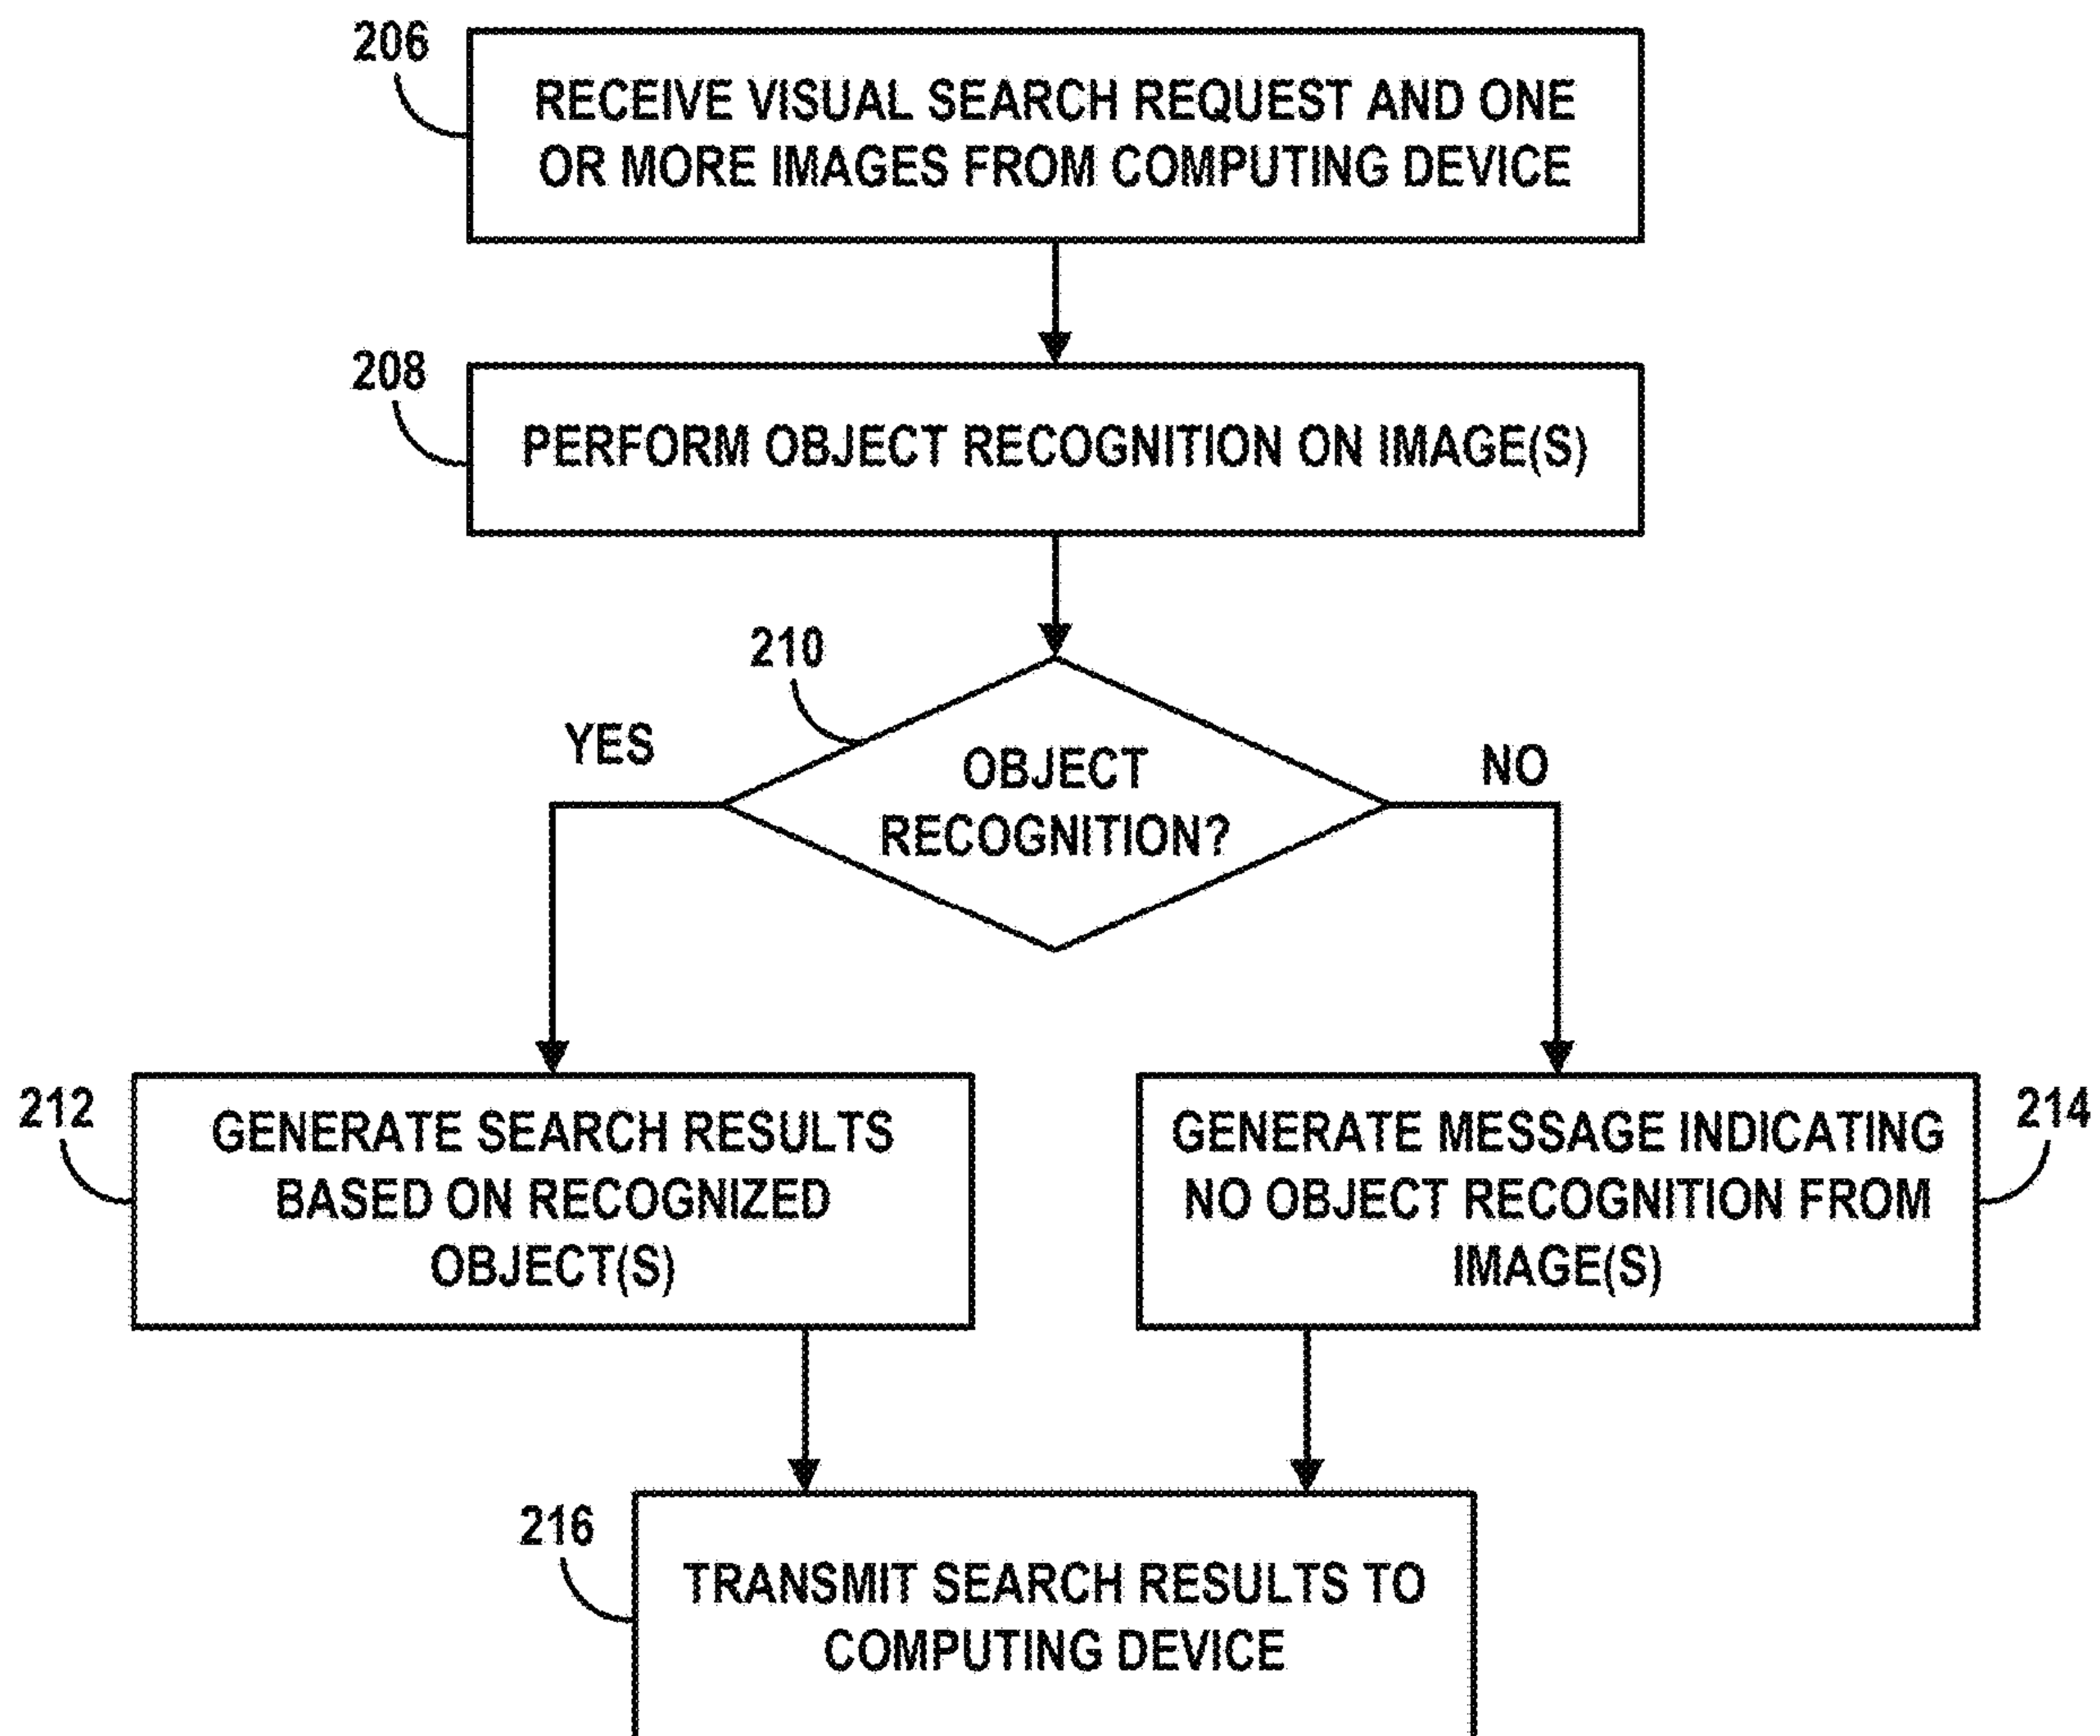 206
RECEIVE VISUAL SEARCH REQUEST AND ONE
OR MORE IMAGES FROM COMPUTING DEVICE
208
PERFORM OBJECT RECOGNITION ON IMAGE(S)
210
YES
OBJECT
RECOGNITION?
NO
212
GENERATE SEARCH RESULTS
BASED ON RECOGNIZED
OBJECT(S)
GENERATE MESSAGE INDICATING
NO OBJECT RECOGNITION FROM
IMAGE(S)
214
216
TRANSMIT SEARCH RESULTS TO
COMPUTING DEVICE